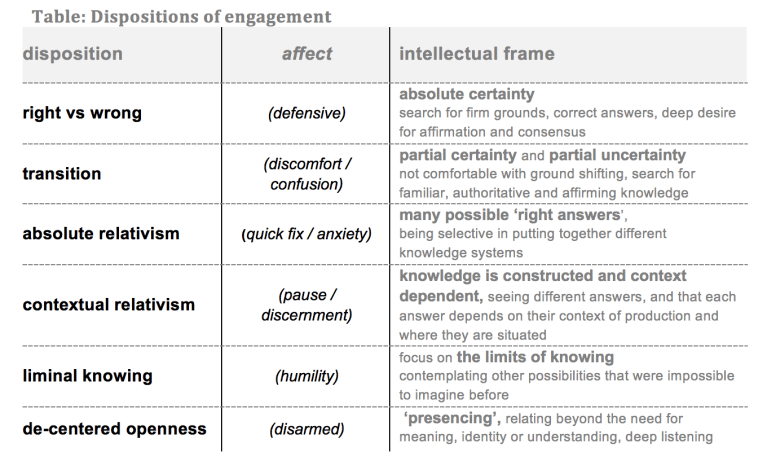 Table: Dispositions of engagement
disposition
affect
intellectual frame
right vs wrong
(defensive)
absolute certainty
search for firm grounds, correct answers, deep desire
for affirmation and consensus
transition
(discomfort /
confusion)
partial certainty and partial uncertainty
not comfortable with ground shifting, search for
familiar, authoritative and affirming knowledge
absolute relativism
(quick fix / anxiety)
many possible ‘right answers’,
being selective in putting together different
knowledge systems
contextual relativism
(pause /
discernment)
knowledge is constructed and context
dependent, seeing different answers, and that each
answer depends on their context of production and
where they are situated
liminal knowing
(humility)
focus on the limits of knowing
contemplating other possibilities that were impossible
to imagine before
de-centered openness
(disarmed)
‘presencing’, relating beyond the need for
meaning, identity or understanding, deep listening